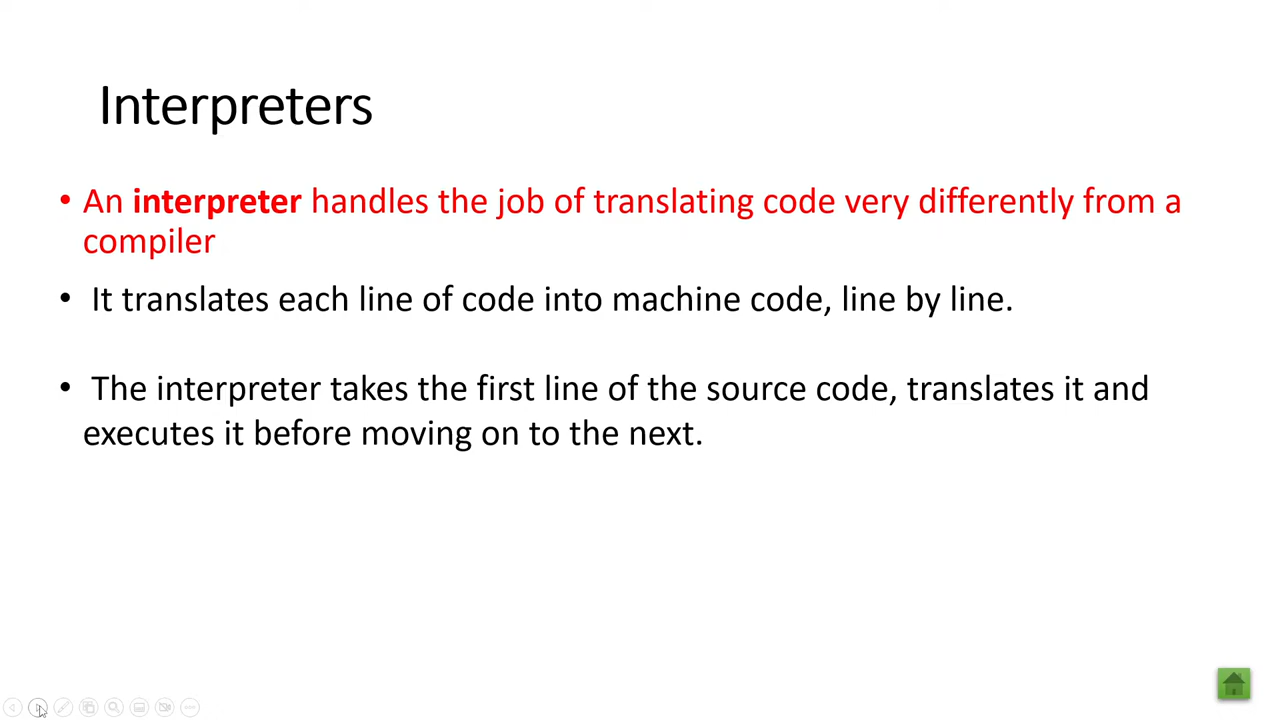 Interpreters
• An interpreter handles the job of translating code very differently from a
compiler
• It translates each line of code into machine code, line by line.
• The interpreter takes the first line of the source code, translates it and
executes it before moving on to the next.